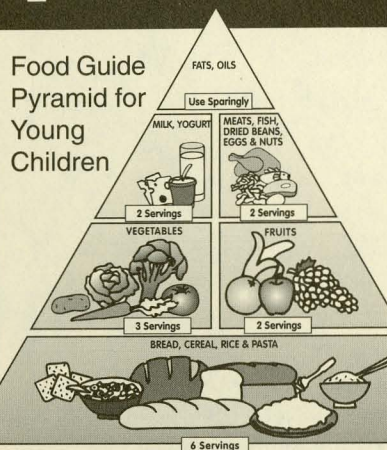 Food Guide
Pyramid for
Young
Children
FATS, OILS
Use Sparingly
MILK, YOGURT
2 Servings
MEATS, FISH,
DRIED BEANS,
EGGS & NUTS
2 Servings
VEGETABLES
3 Servings
FRUITS
2 Servings
BREAD, CEREAL, RICE & PASTA
6 Servings